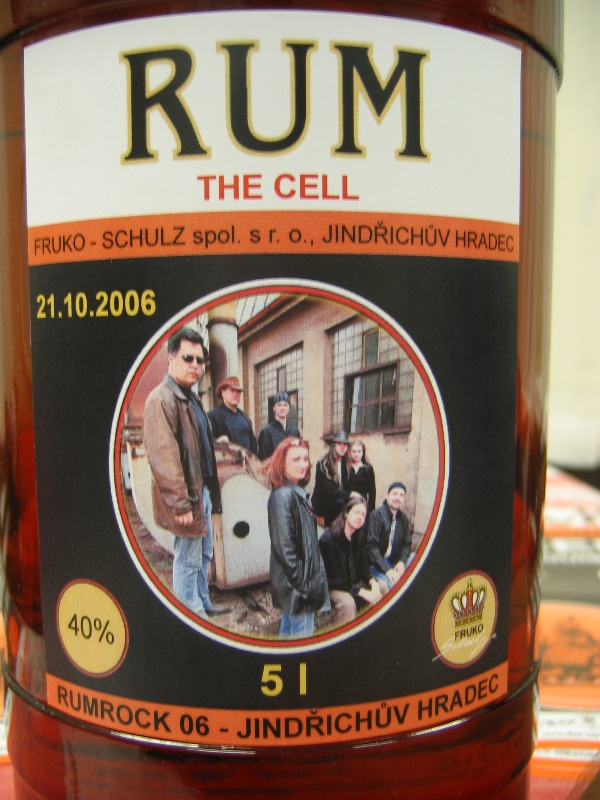 RUM
THE CELL
FRUKO - SCHULZ spol. s r. o., JINDŘICHŮV HRADEC
21.10.2006
40%
FRUKO
5 l
RUMROCK 06 - JINDŘICHŮV HRADEC